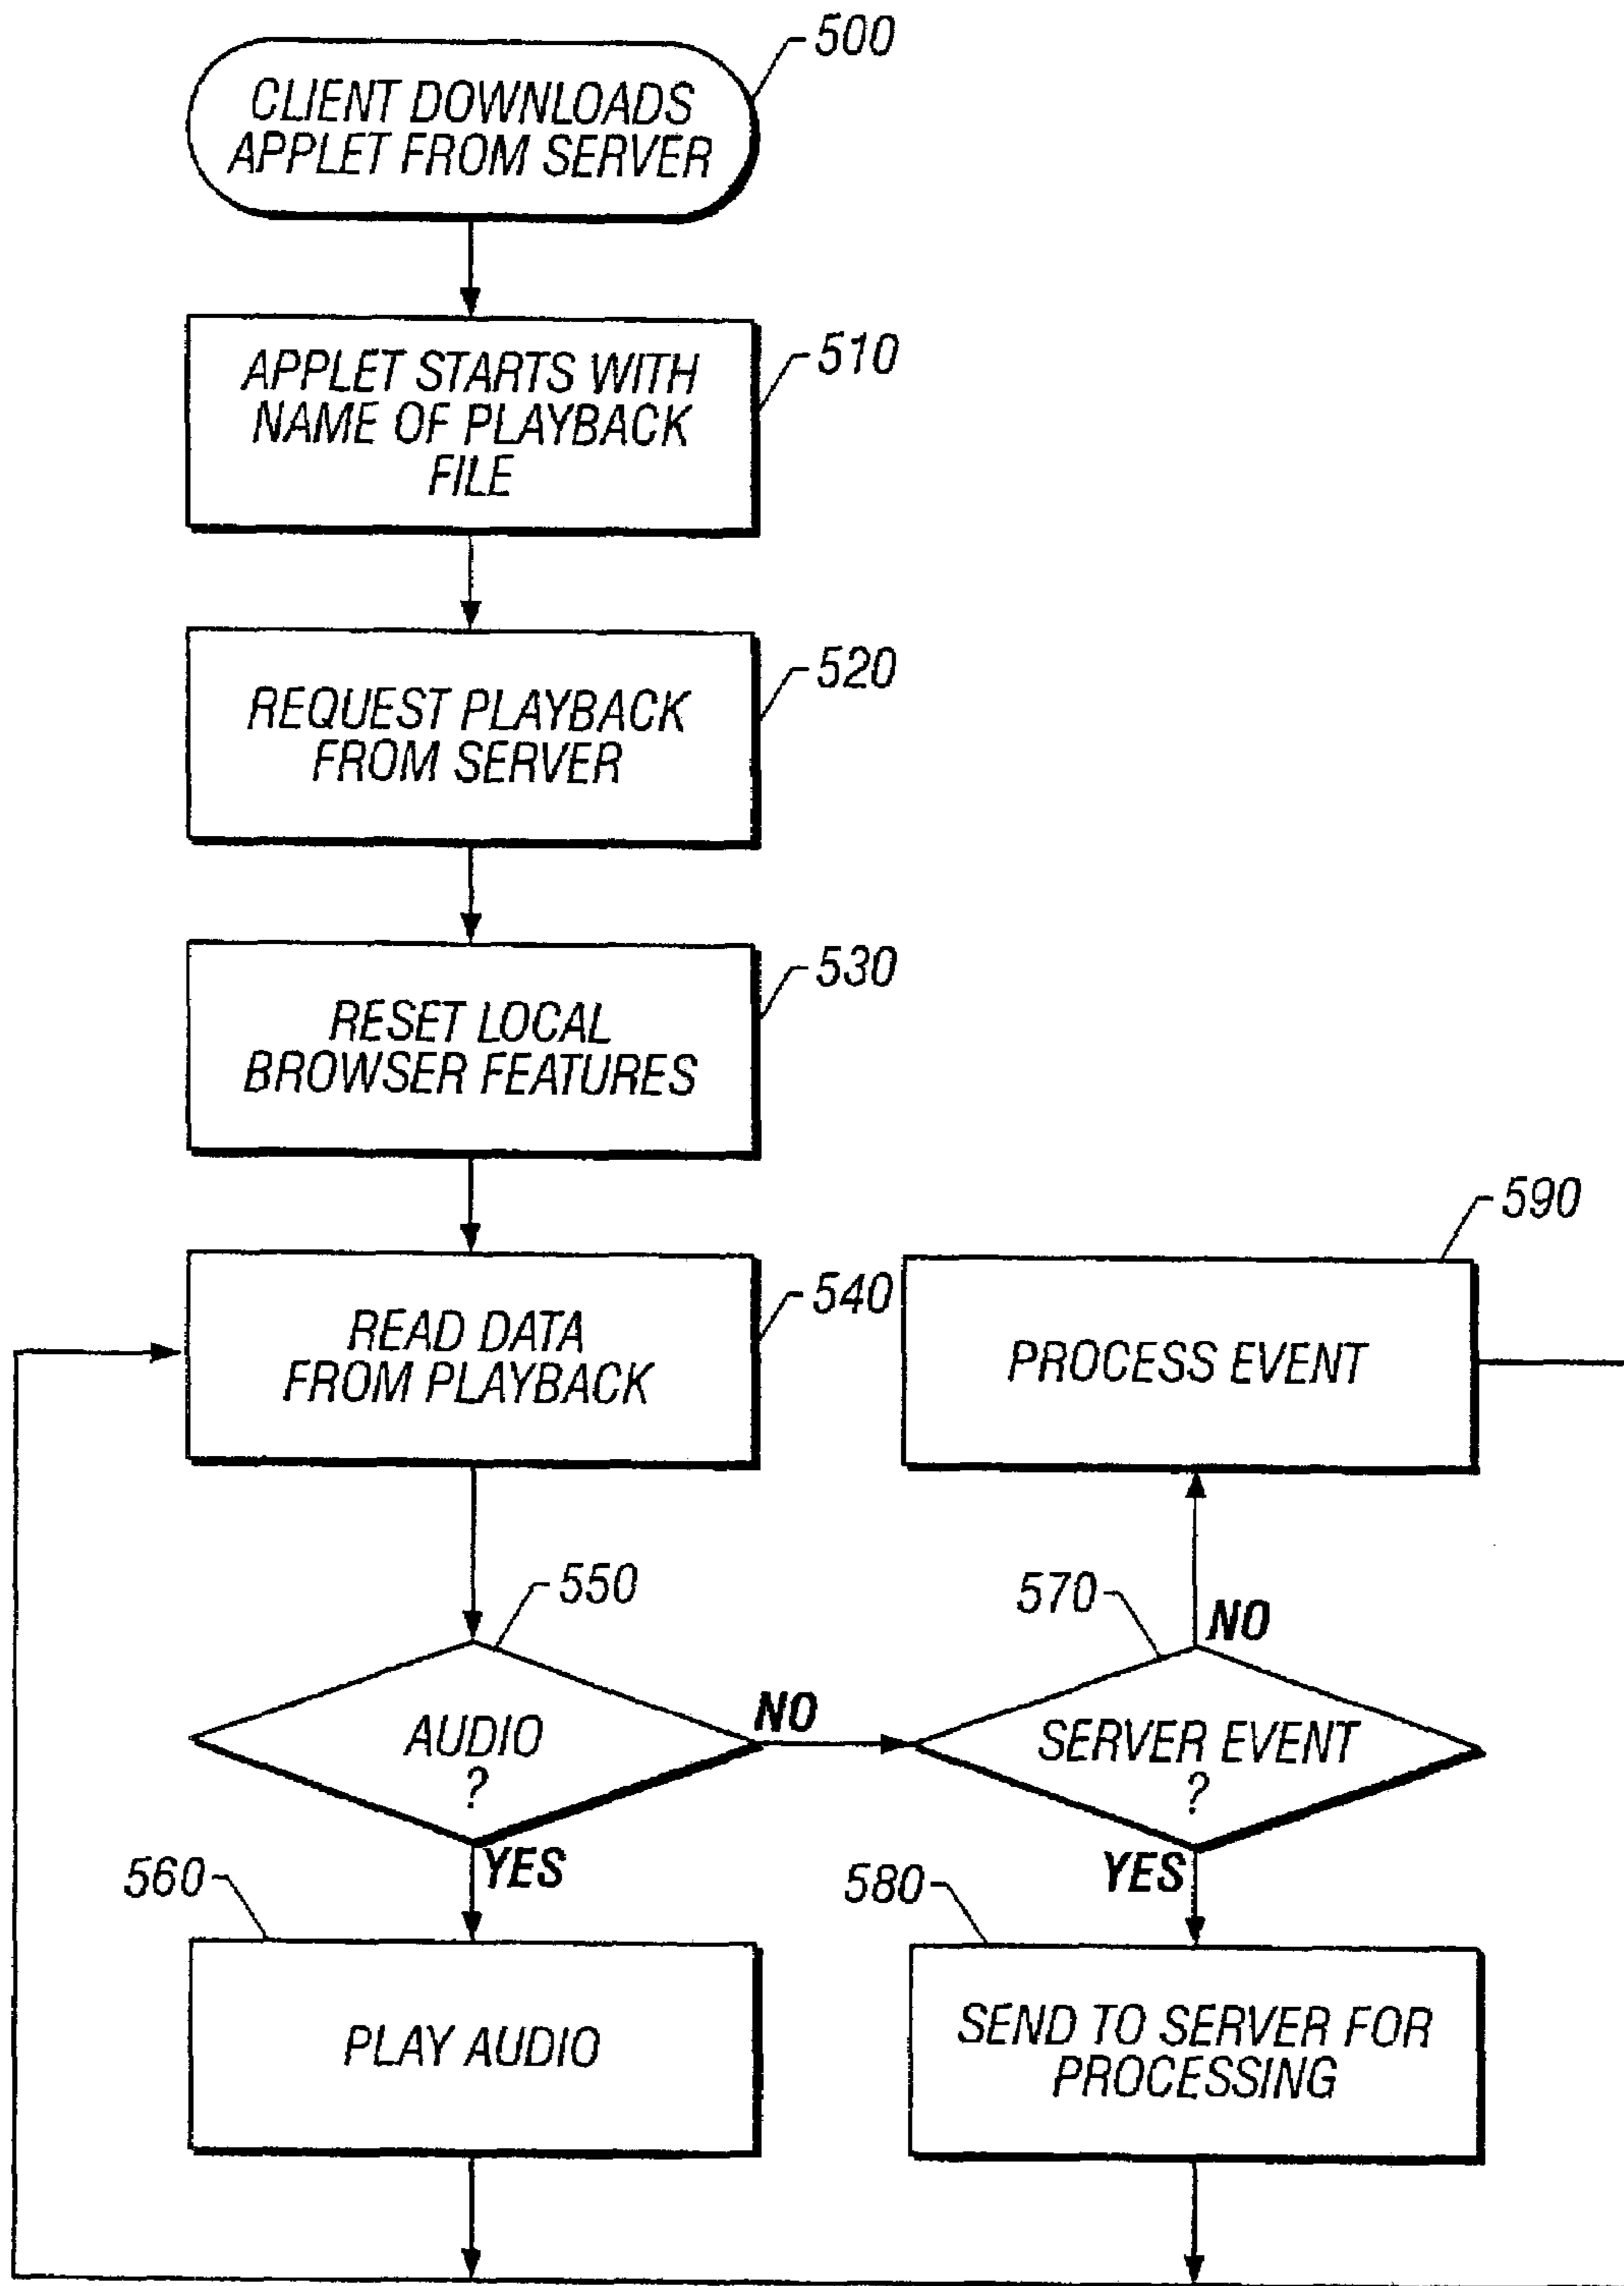 500
CLIENT DOWNLOADS
APPLET FROM SERVER
510
APPLET STARTS WITH
NAME OF PLAYBACK
FILE
520
REQUEST PLAYBACK
FROM SERVER
530
RESET LOCAL
BROWSER FEATURES
540
READ DATA
FROM PLAYBACK
590
PROCESS EVENT
550
AUDIO
?
NO
YES
570
NO
SERVER EVENT
?
YES
560
PLAY AUDIO
580
SEND TO SERVER FOR
PROCESSING